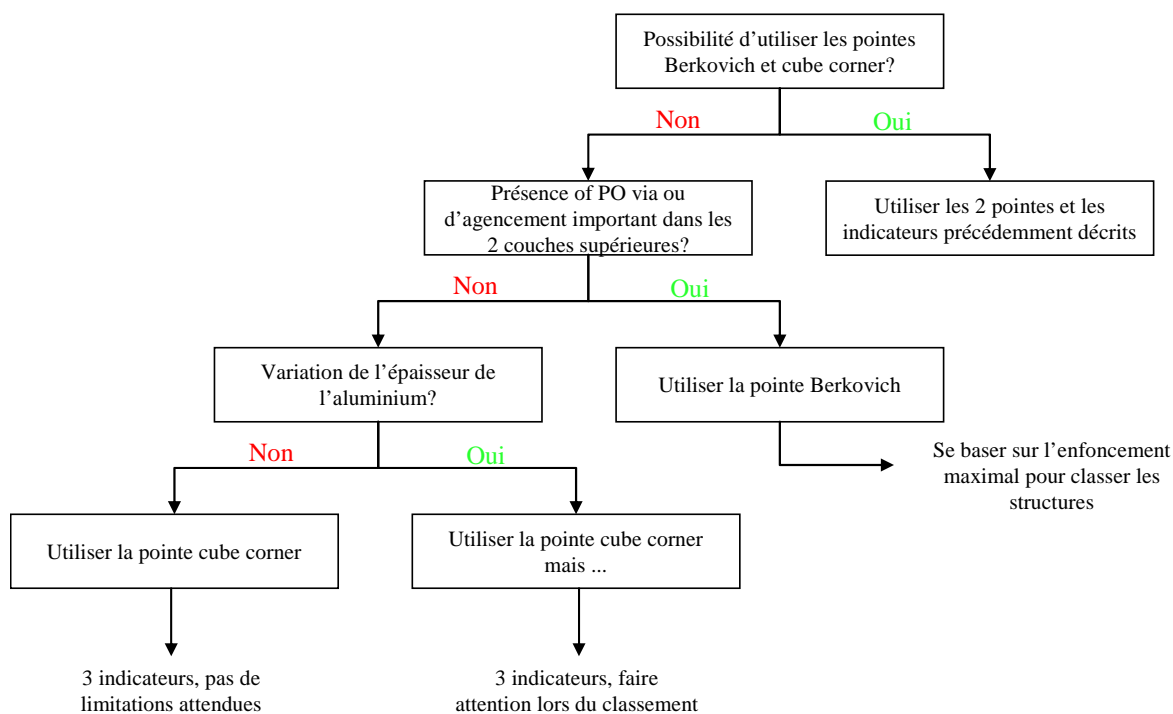 Possibilité d’utiliser les pointes
Berkovich et cube corner?
Non
Oui
Présence of PO via ou
d’agencement important dans les
2 couches supérieures?
Utiliser les 2 pointes et les
indicateurs précédemment décrits
Non
Oui
Variation de l’épaisseur de
l’aluminium?
Utiliser la pointe Berkovich
Non
Oui
Se baser sur l’enfoncement
maximal pour classer les
structures
Utiliser la pointe cube corner
Utiliser la pointe cube corner
mais ...
3 indicateurs, pas de
limitations attendues
3 indicateurs, faire
attention lors du classement